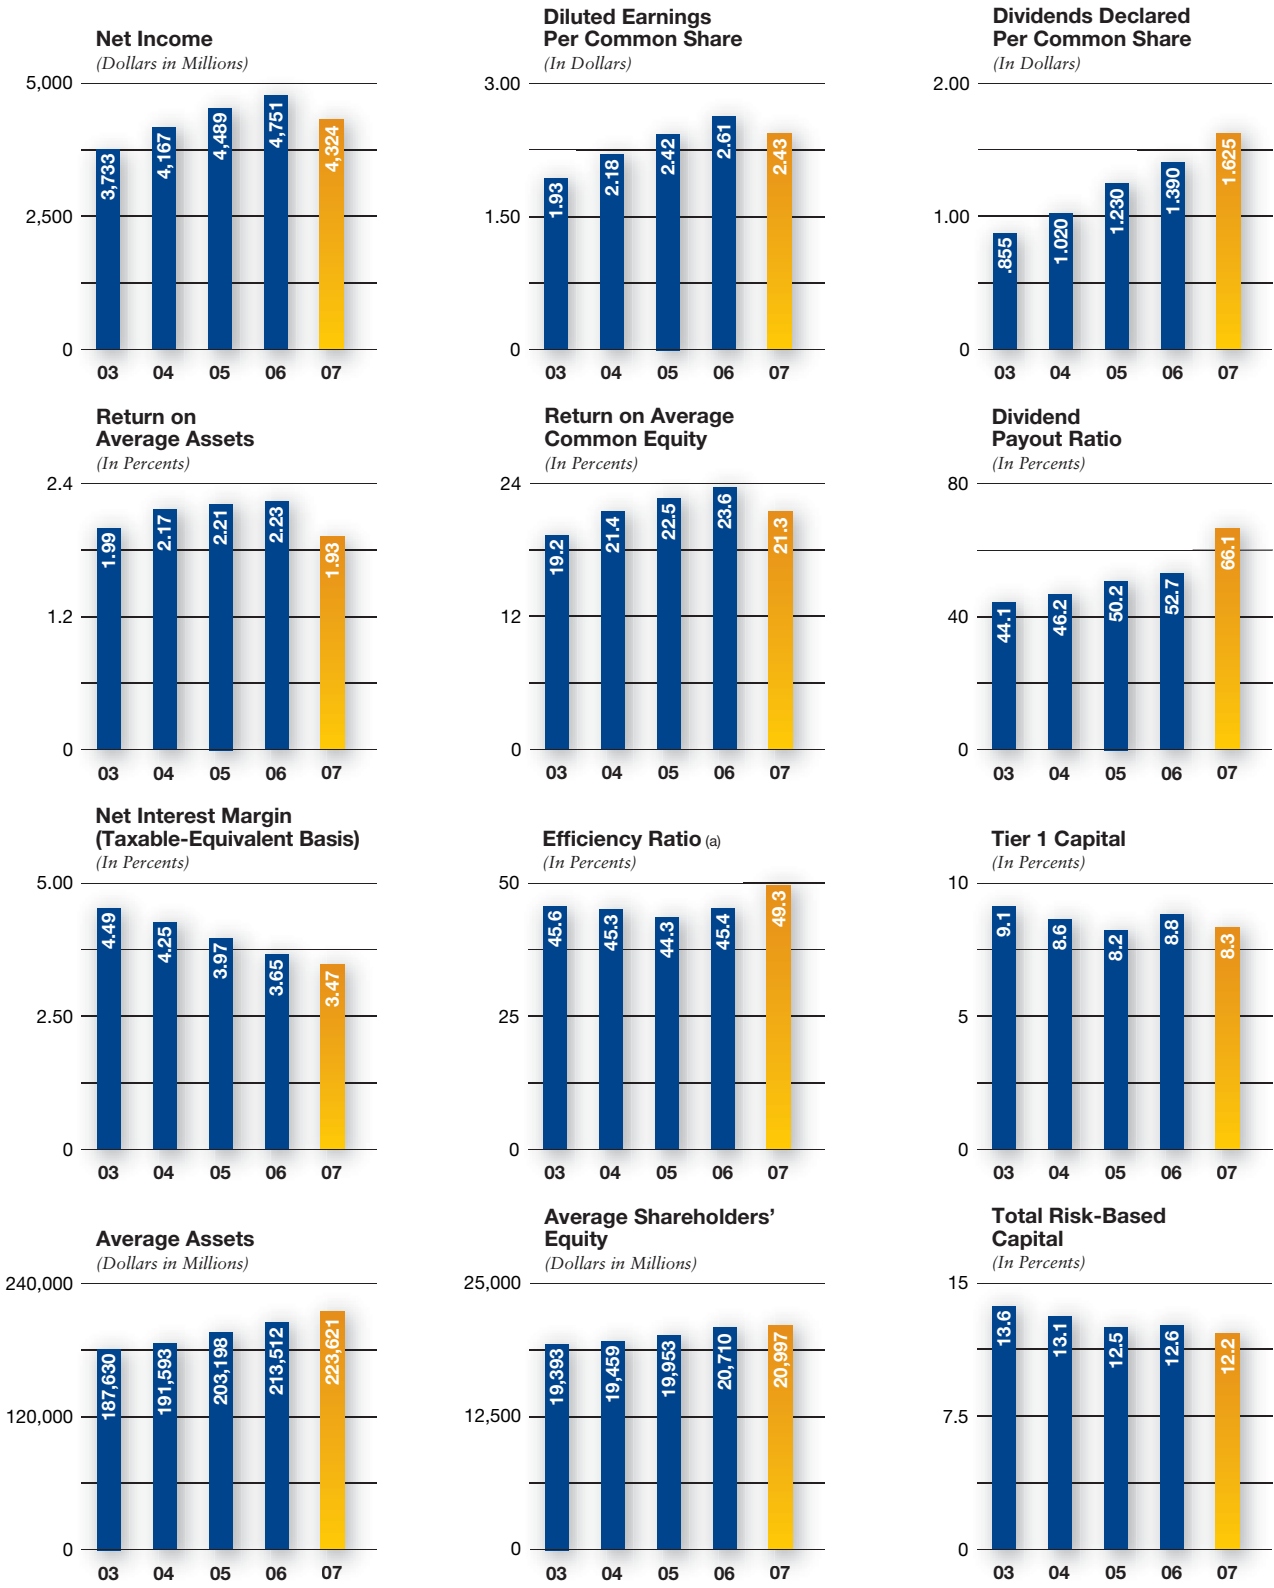 Net Income
(Dollars in Millions)
5,000
2,500
0
3,733
4,167
4,489
4,751
4,324
03 04 05 06 07
Diluted Earnings
Per Common Share
(In Dollars)
3.00
1.50
0
1.93
2.18
2.42
2.61
2.43
03 04 05 06 07
Dividends Declared
Per Common Share
(In Dollars)
2.00
1.00
0
.855
1.020
1.230
1.390
1.625
03 04 05 06 07
Return on
Average Assets
(In Percents)
2.4
1.2
0
1.99
2.17
2.21
2.23
1.93
03 04 05 06 07
Return on Average
Common Equity
(In Percents)
24
12
0
19.2
21.4
22.5
23.6
21.3
03 04 05 06 07
Dividend
Payout Ratio
(In Percents)
80
40
0
44.1
46.2
50.2
52.7
66.1
03 04 05 06 07
Net Interest Margin
(Taxable-Equivalent Basis)
(In Percents)
5.00
2.50
0
4.49
4.25
3.97
3.65
3.47
03 04 05 06 07
Efficiency Ratio (a)
(In Percents)
50
25
0
45.6
45.3
44.3
45.4
49.3
03 04 05 06 07
Tier 1 Capital
(In Percents)
10
5
0
9.1
8.6
8.2
8.8
8.3
03 04 05 06 07
Average Assets
(Dollars in Millions)
240,000
120,000
0
187,630
191,593
203,198
213,512
223,621
03 04 05 06 07
Average Shareholders'
Equity
(Dollars in Millions)
25,000
12,500
0
19,393
19,459
19,953
20,710
20,997
03 04 05 06 07
Total Risk-Based
Capital
(In Percents)
15
7.5
0
13.6
13.1
12.5
12.6
12.2
03 04 05 06 07